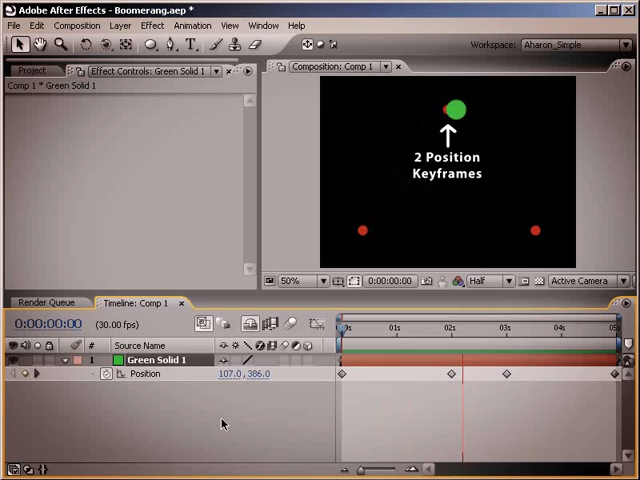 Adobe After Effects - Boomerang.aep *
File Edit Composition Layer Effect Animation View Window Help
Workspace: Aharon_Simple
Project Effect Controls: Green Solid 1
Composition: Comp 1
Comp 1 * Green Solid 1
2 Position
Keyframes
50% 0:00:00:00 Half Active Camera
Render Queue Timeline: Comp 1
0:00:00:00 (30.00 fps)
0s 01s 02s 03s 04s 05s
# Source Name
1 Green Solid 1
Position 107.0, 386.0